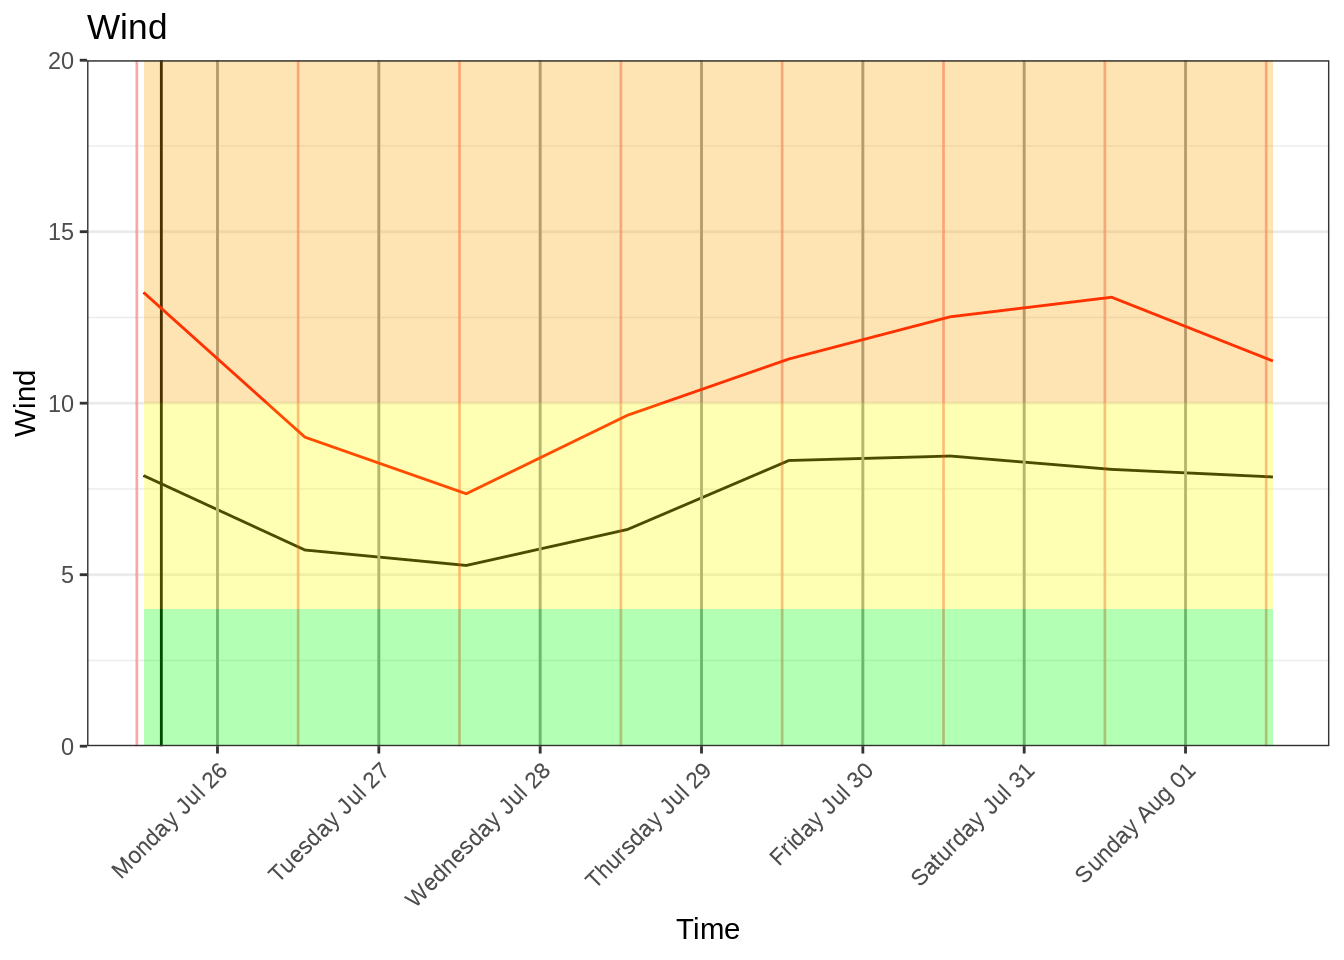 Wind
20
15
10
5
0
Wind
Monday Jul 26
Tuesday Jul 27
Wednesday Jul 28
Thursday Jul 29
Friday Jul 30
Saturday Jul 31
Sunday Aug 01
Time